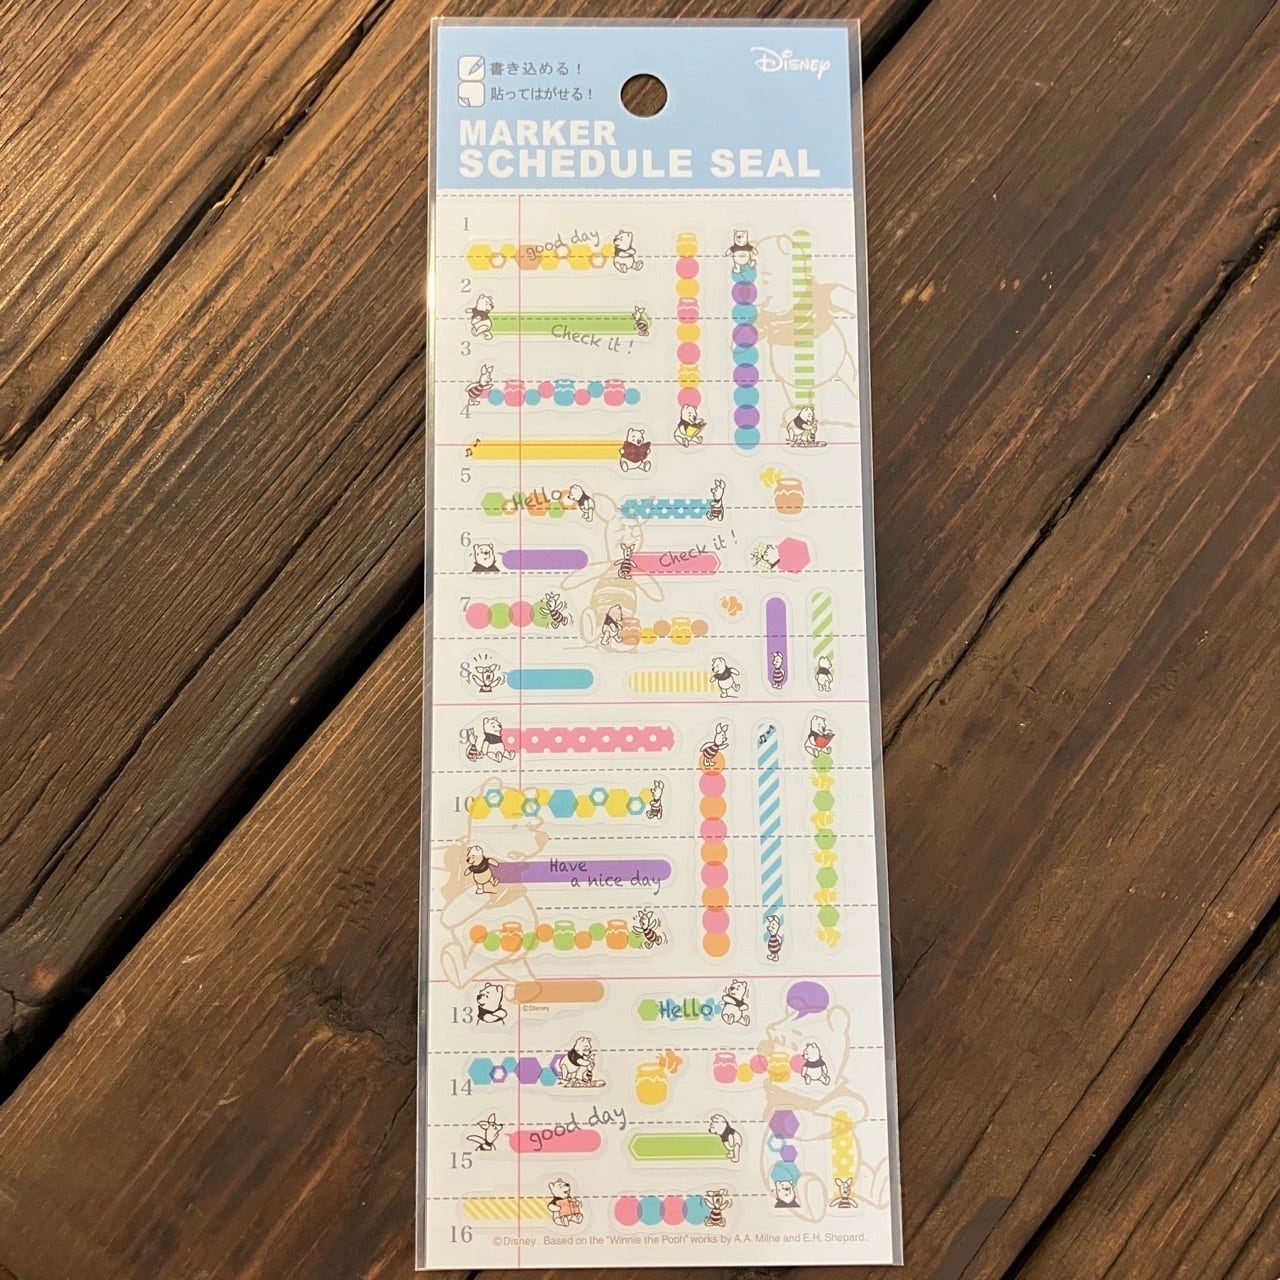 書き込める！
貼ってはがせる！
Disney
MARKER
SCHEDULE SEAL
1
good day
2
Check it !
3
4
5
Hello
6
Check it !
7
8
9
10
Have
a nice day
13
©Disney
Hello
14
good day
15
16
©Disney. Based on the "Winnie the Pooh" works by A.A. Milne and E.H. Shepard.